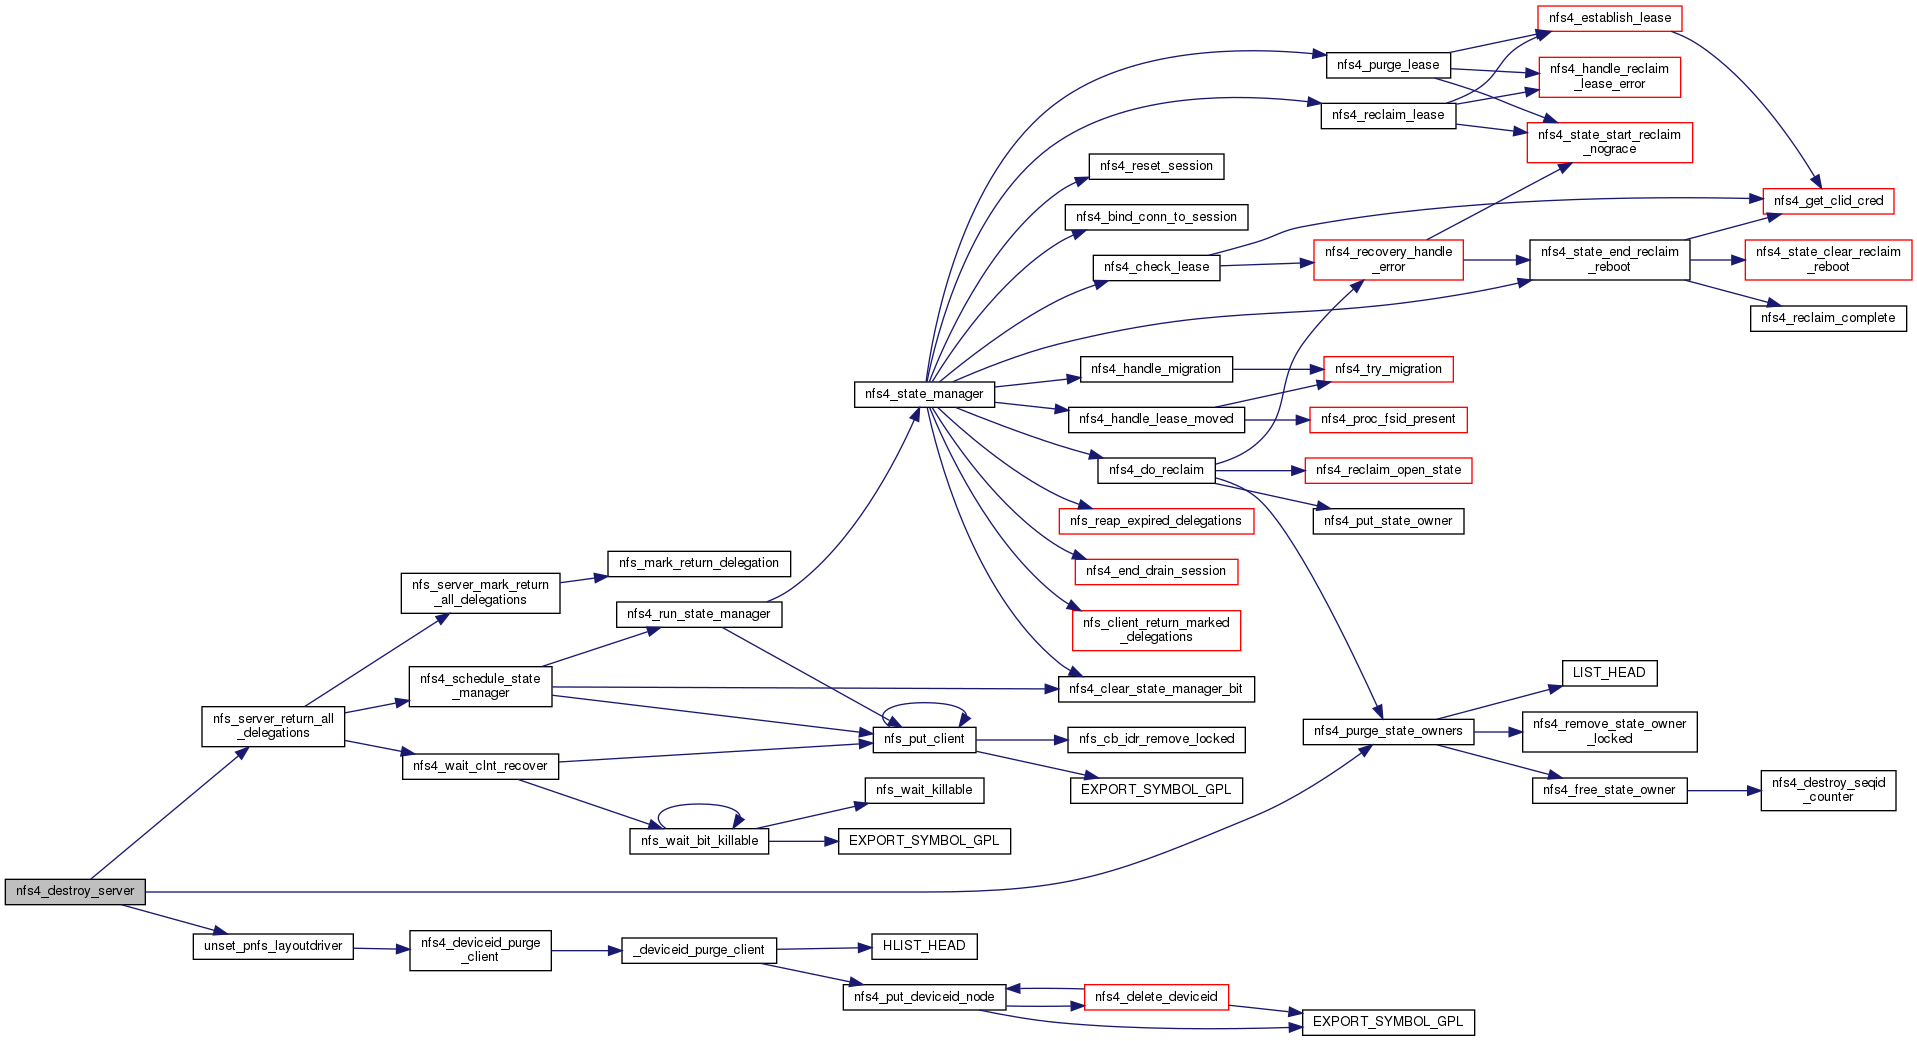 nfs4_establish_lease
nfs4_purge_lease
nfs4_handle_reclaim
_lease_error
nfs4_reclaim_lease
nfs4_state_start_reclaim
_nograce
nfs4_reset_session
nfs4_get_clid_cred
nfs4_bind_conn_to_session
nfs4_recovery_handle
_error
nfs4_state_end_reclaim
_reboot
nfs4_state_clear_reclaim
_reboot
nfs4_check_lease
nfs4_reclaim_complete
nfs4_handle_migration
nfs4_try_migration
nfs4_state_manager
nfs4_handle_lease_moved
nfs4_proc_fsid_present
nfs4_do_reclaim
nfs4_reclaim_open_state
nfs_reap_expired_delegations
nfs4_put_state_owner
nfs_mark_return_delegation
nfs4_end_drain_session
nfs_server_mark_return
_all_delegations
nfs4_run_state_manager
nfs_client_return_marked
_delegations
nfs4_schedule_state
_manager
nfs4_clear_state_manager_bit
LIST_HEAD
nfs_server_return_all
_delegations
nfs_put_client
nfs_cb_idr_remove_locked
nfs4_purge_state_owners
nfs4_remove_state_owner
_locked
nfs4_wait_clnt_recover
nfs_wait_killable
EXPORT_SYMBOL_GPL
nfs4_free_state_owner
nfs4_destroy_seqid
_counter
nfs_wait_bit_killable
EXPORT_SYMBOL_GPL
nfs4_destroy_server
unset_pnfs_layoutdriver
nfs4_deviceid_purge
_client
_deviceid_purge_client
HLIST_HEAD
nfs4_put_deviceid_node
nfs4_delete_deviceid
EXPORT_SYMBOL_GPL